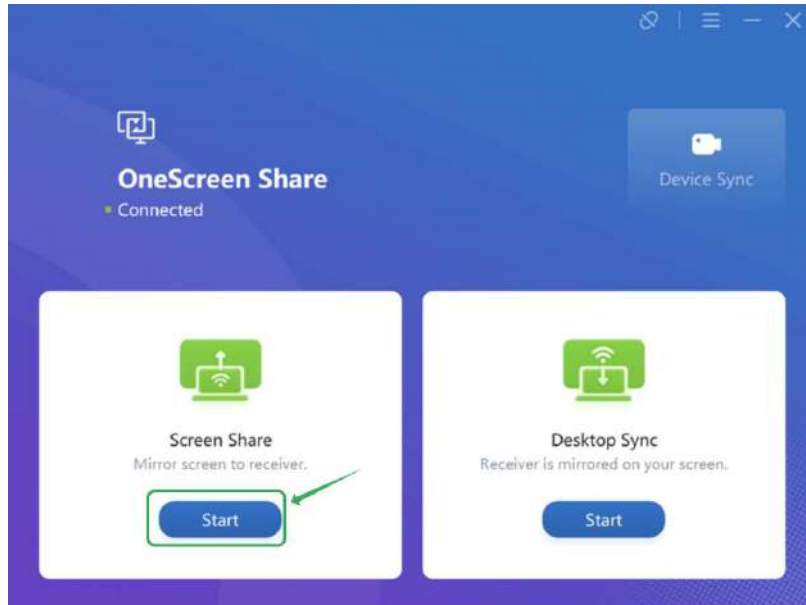 OneScreen Share
Connected
Device Sync
Screen Share
Mirror screen to receiver.
Start
Desktop Sync
Receiver is mirrored on your screen.
Start